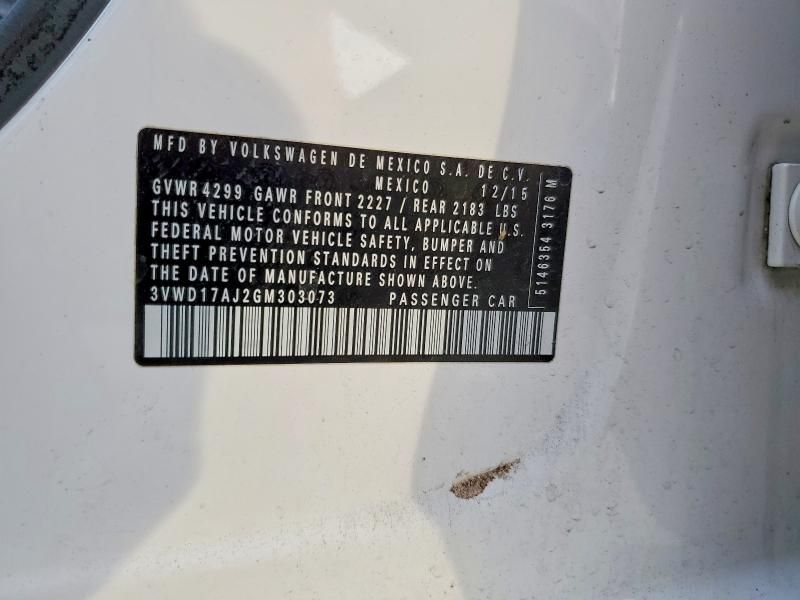 MFD BY VOLKSWAGEN DE MEXICO S.A. DE C.V.
MEXICO 12/15
GVWR 4299 GAWR FRONT 2227 / REAR 2183 LBS
THIS VEHICLE CONFORMS TO ALL APPLICABLE U.S.
FEDERAL MOTOR VEHICLE SAFETY, BUMPER AND
THEFT PREVENTION STANDARDS IN EFFECT ON
THE DATE OF MANUFACTURE SHOWN ABOVE.
3VWD17AJ2GM303073 PASSENGER CAR
5146354 3176 M